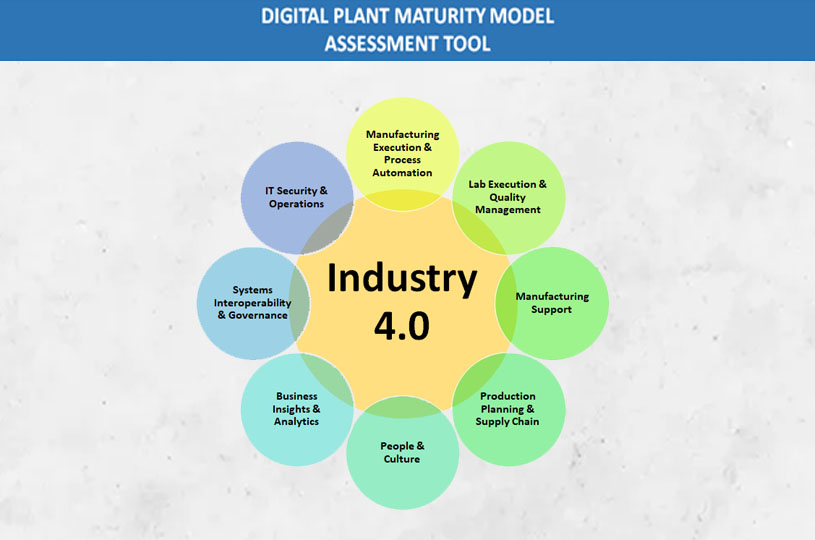 DIGITAL PLANT MATURITY MODEL
ASSESSMENT TOOL
Manufacturing
Execution &
Process
Automation
Lab Execution &
Quality
Management
Manufacturing
Support
Production
Planning &
Supply Chain
People &
Culture
Business
Insights &
Analytics
Systems
Interoperability
& Governance
IT Security &
Operations
Industry
4.0